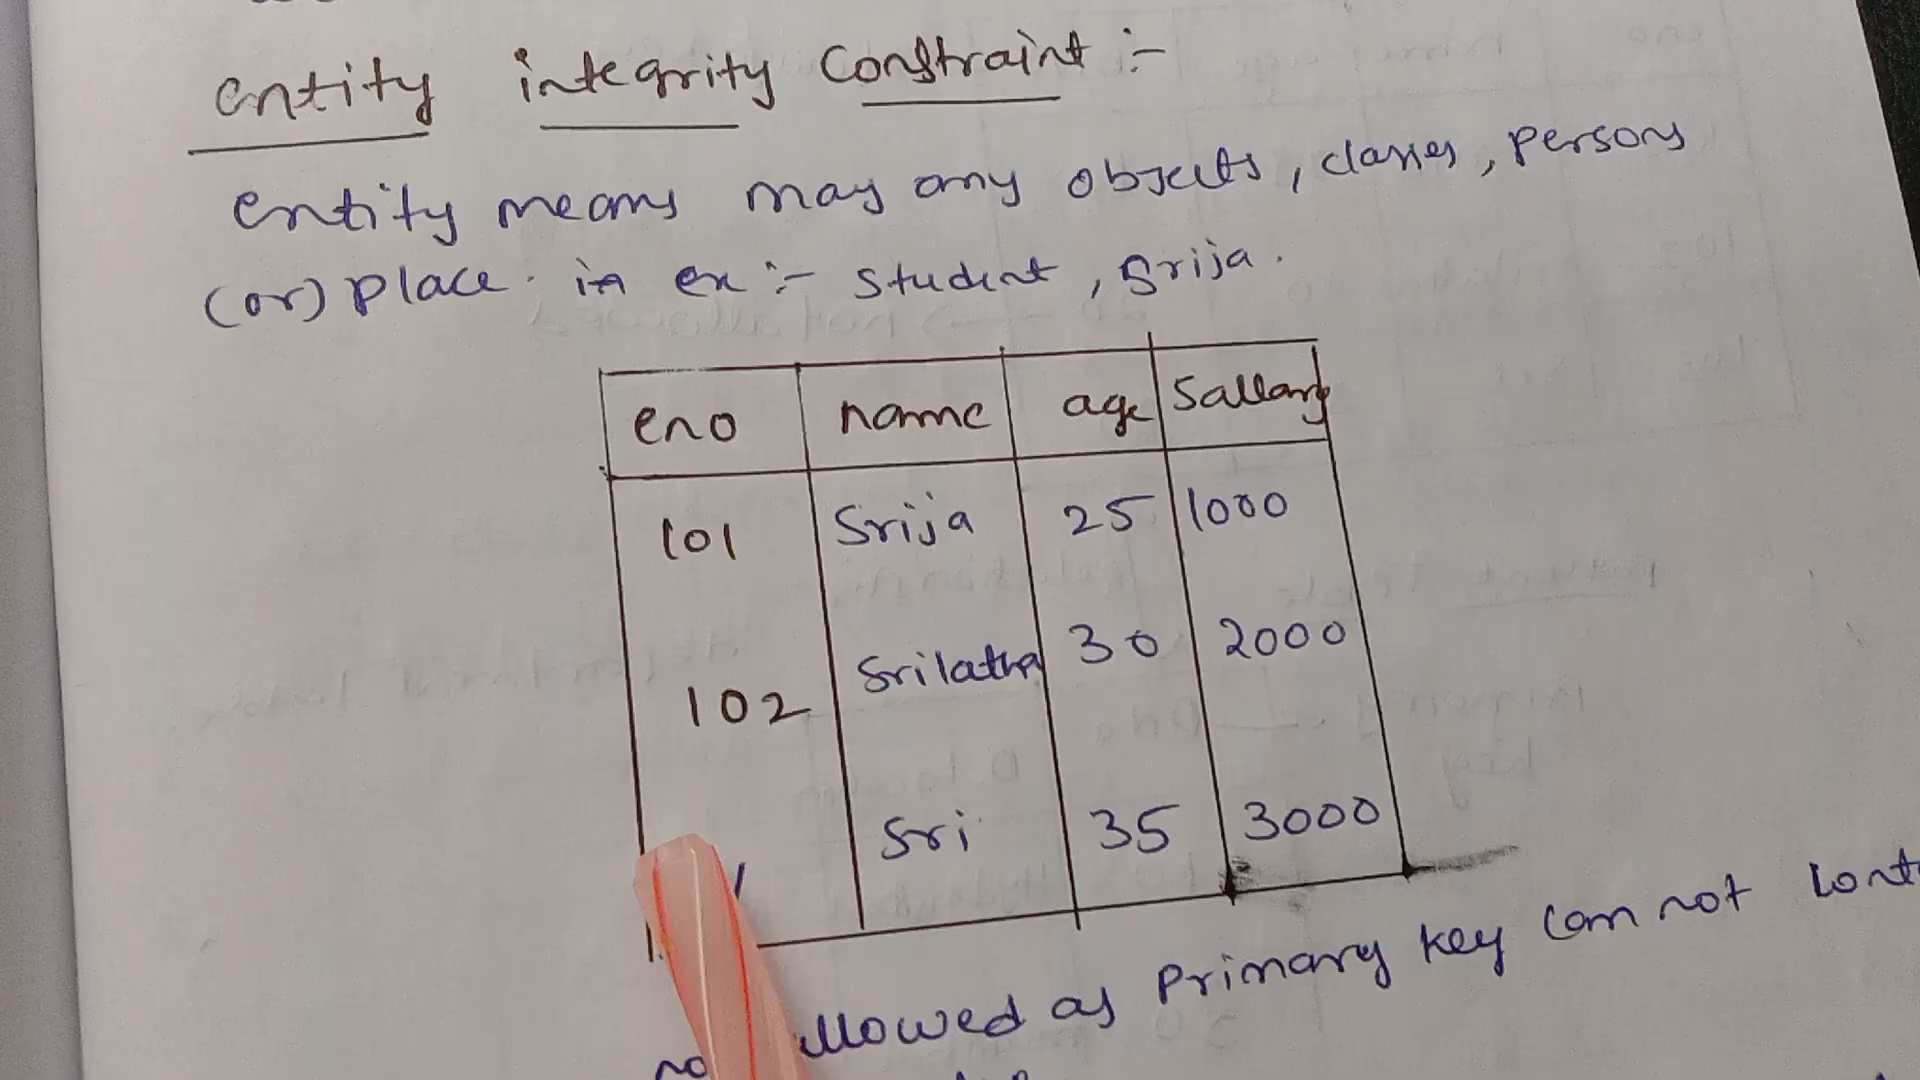 entity integrity Constraint :-
entity means may any objects, classes, persons
(or) place. in ex :- student, Srija.
eno name age Sallary
101 Srija 25 1000
102 Srilatha 30 2000
Sri 35 3000
allowed as primary key can not